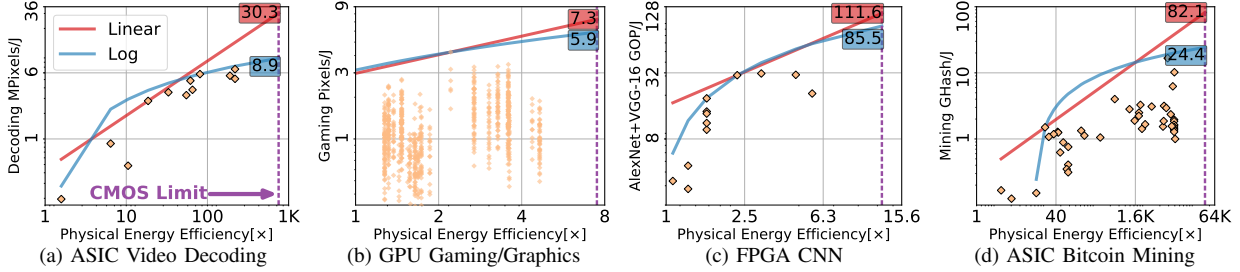 36
6
1
Decoding MPixels/J
Linear
Log
30.3
8.9
CMOS Limit
1
10
100
1K
Physical Energy Efficiency[×]
(a) ASIC Video Decoding
9
3
1
Gaming Pixels/J
7.3
5.9
1
2
4
8
Physical Energy Efficiency[×]
(b) GPU Gaming/Graphics
128
32
8
AlexNet+VGG-16 GOP/J
111.6
85.5
1
2.5
6.3
15.6
Physical Energy Efficiency[×]
(c) FPGA CNN
100
10
1
Mining GHash/J
82.1
24.4
1
40
1.6K
64K
Physical Energy Efficiency[×]
(d) ASIC Bitcoin Mining